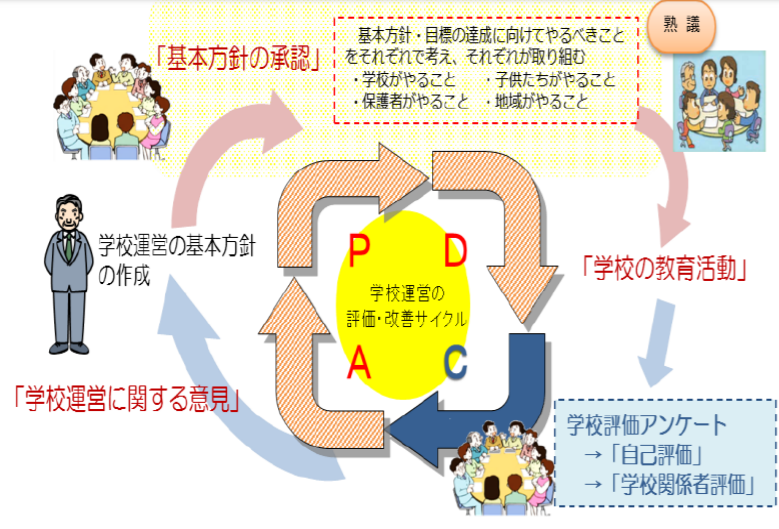 熟 議
「基本方針の承認」
基本方針・目標の達成に向けてやるべきこと
をそれぞれで考え、それぞれが取り組む
・学校がやること ・子供たちがやること
・保護者がやること ・地域がやること
学校運営の基本方針
の作成
P D
学校運営の
評価・改善サイクル
A C
「学校の教育活動」
「学校運営に関する意見」
学校評価アンケート
→「自己評価」
→「学校関係者評価」